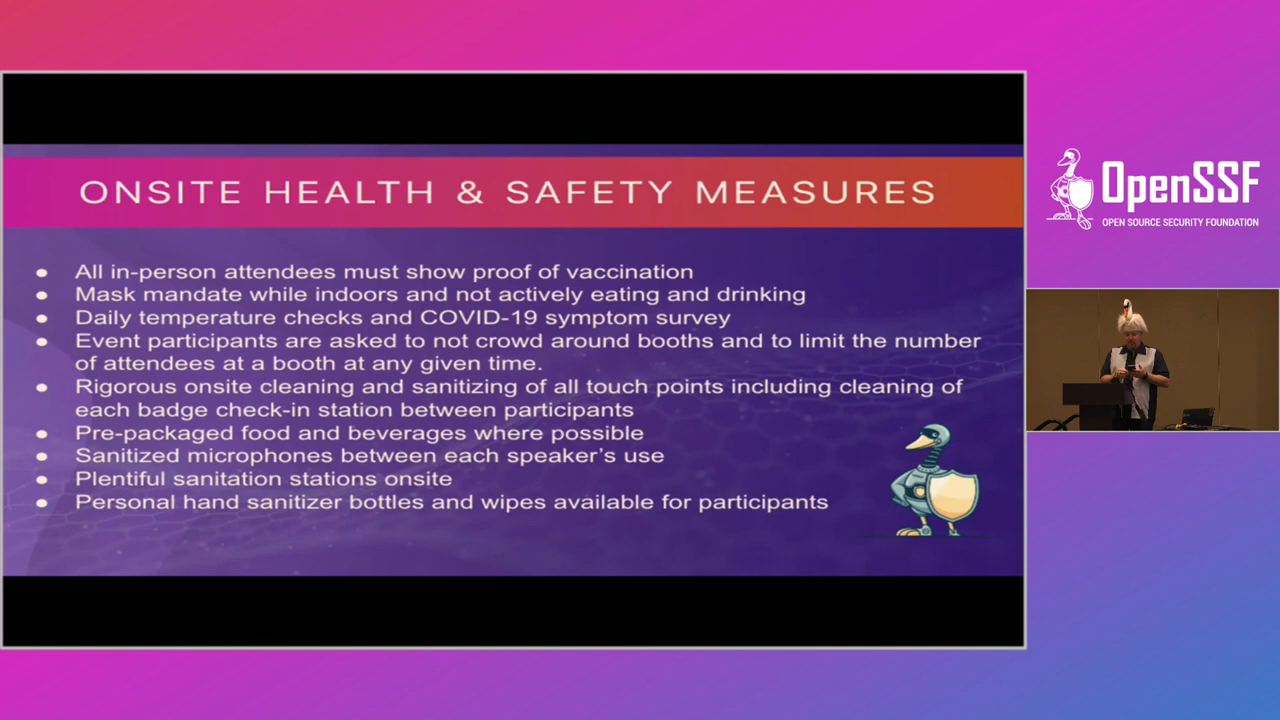 ONSITE HEALTH & SAFETY MEASURES
● All in-person attendees must show proof of vaccination
● Mask mandate while indoors and not actively eating and drinking
● Daily temperature checks and COVID-19 symptom survey
● Event participants are asked to not crowd around booths and to limit the number
of attendees at a booth at any given time.
● Rigorous onsite cleaning and sanitizing of all touch points including cleaning of
each badge check-in station between participants
● Pre-packaged food and beverages where possible
● Sanitized microphones between each speaker's use
● Plentiful sanitation stations onsite
● Personal hand sanitizer bottles and wipes available for participants
OpenSSF
OPEN SOURCE SECURITY FOUNDATION